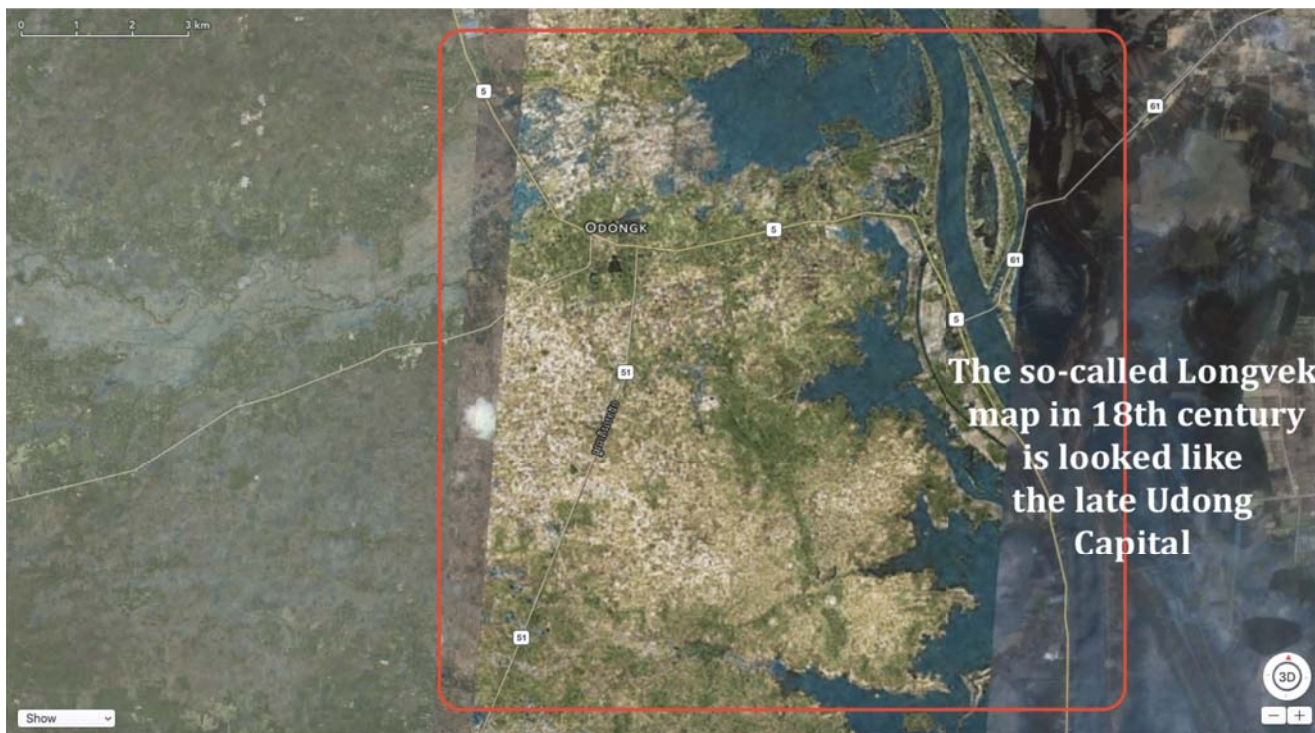 0 1 2 3 km
5
61
ODONGK
5
61
5
51
The so-called Longvek
map in 18th century
is looked like
the late Udong
Capital
51
3D
Show
− +